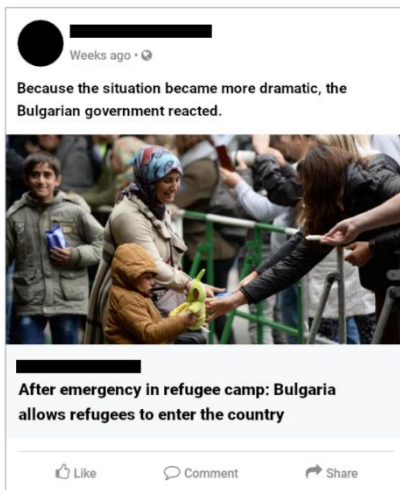 Weeks ago •
Because the situation became more dramatic, the
Bulgarian government reacted.
After emergency in refugee camp: Bulgaria
allows refugees to enter the country
Like Comment Share